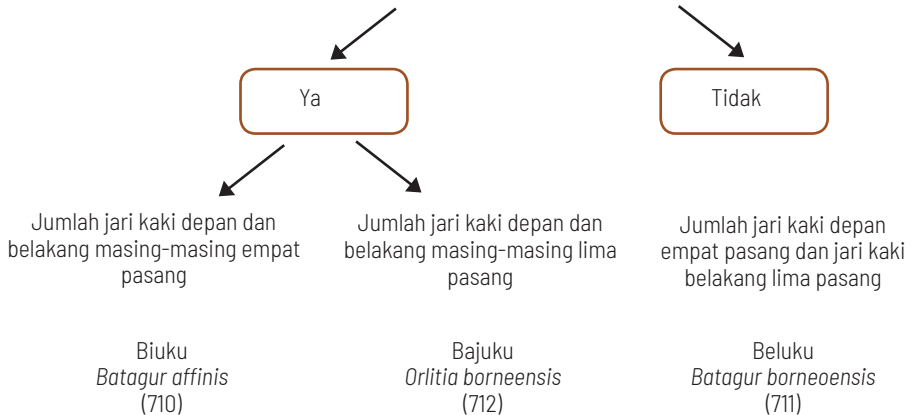 Ya
Tidak
Jumlah jari kaki depan dan
belakang masing-masing empat
pasang
Jumlah jari kaki depan dan
belakang masing-masing lima
pasang
Jumlah jari kaki depan
empat pasang dan jari kaki
belakang lima pasang
Biuku
Batagur affinis
(710)
Bajuku
Orlitia borneensis
(712)
Beluku
Batagur borneoensis
(711)